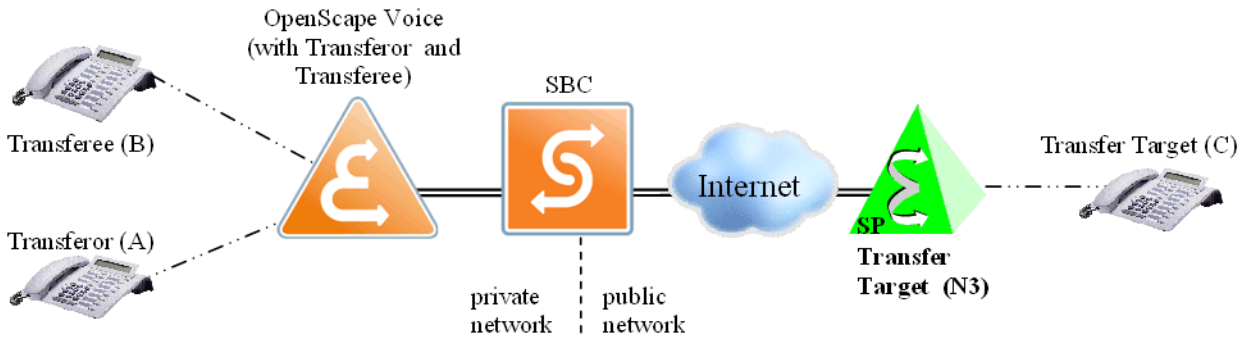 OpenScape Voice
(with Transferor and
Transferee)
SBC
Transferee (B)
Transfer Target (C)
Internet
Transferor (A)
SP
Transfer
Target (N3)
private
network
public
network